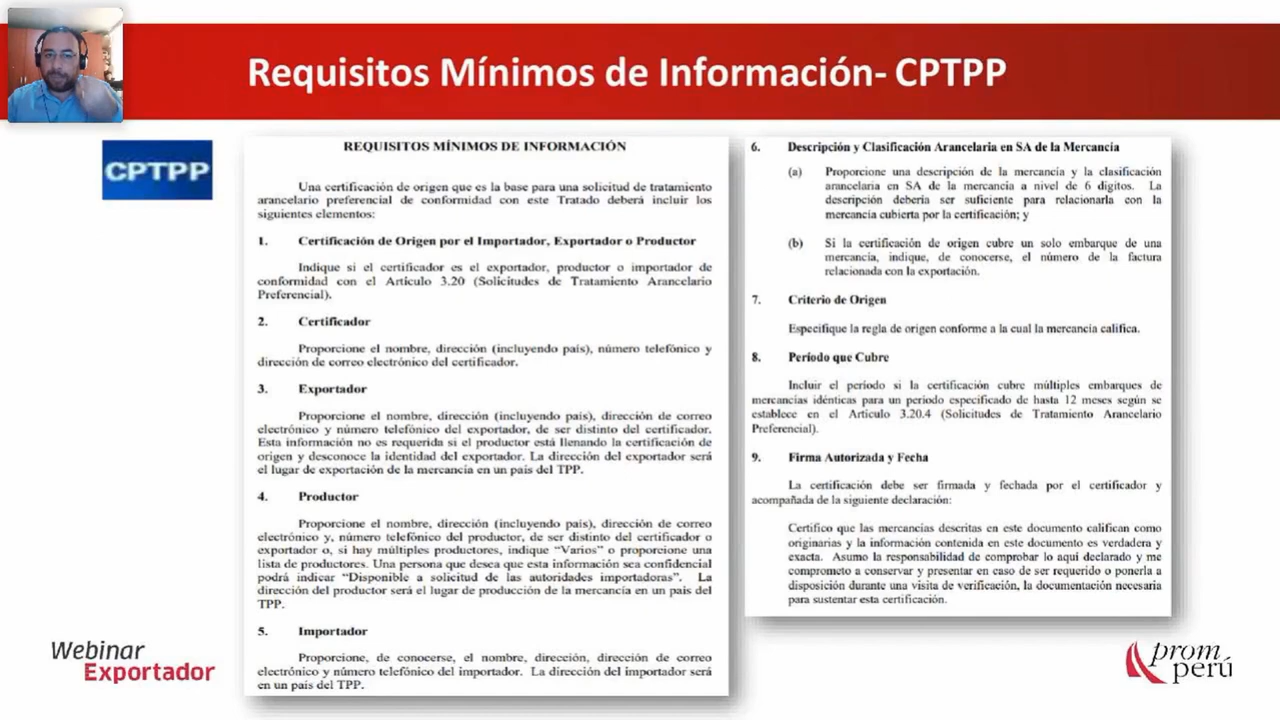 Requisitos Mínimos de Información- CPTPP
CPTPP
REQUISITOS MÍNIMOS DE INFORMACIÓN
Una certificación de origen que es la base para una solicitud de tratamiento
arancelario preferencial de conformidad con este Tratado deberá incluir los
siguientes elementos:
1. Certificación de Origen por el Importador, Exportador o Productor
Indique si el certificador es el exportador, productor o importador de
conformidad con el Artículo 3.20 (Solicitudes de Tratamiento Arancelario
Preferencial).
2. Certificador
Proporcione el nombre, dirección (incluyendo país), número telefónico y
dirección de correo electrónico del certificador.
3. Exportador
Proporcione el nombre, dirección (incluyendo país), dirección de correo
electrónico y número telefónico del exportador, de ser distinto del certificador.
Esta información no es requerida si el productor está llenando la certificación de
origen y desconoce la identidad del exportador. La dirección del exportador será
el lugar de exportación de la mercancía en un país del TPP.
4. Productor
Proporcione el nombre, dirección (incluyendo país), dirección de correo
electrónico y, número telefónico del productor, de ser distinto del certificador o
exportador o, si hay múltiples productores, indique “Varios” o proporcione una
lista de productores. Una persona que desea que esta información sea confidencial
podrá indicar “Disponible a solicitud de las autoridades importadoras”. La
dirección del productor será el lugar de producción de la mercancía en un país del
TPP.
5. Importador
Proporcione, de conocerse, el nombre, dirección, dirección de correo
electrónico y número telefónico del importador. La dirección del importador será
en un país del TPP.
6. Descripción y Clasificación Arancelaria en SA de la Mercancía
(a) Proporcione una descripción de la mercancía y la clasificación
arancelaria en SA de la mercancía a nivel de 6 dígitos. La
descripción debería ser suficiente para relacionarla con la
mercancía cubierta por la certificación; y
(b) Si la certificación de origen cubre un solo embarque de una
mercancía, indique, de conocerse, el número de la factura
relacionada con la exportación.
7. Criterio de Origen
Especifique la regla de origen conforme a la cual la mercancía califica.
8. Período que Cubre
Incluir el período si la certificación cubre múltiples embarques de
mercancías idénticas para un período especificado de hasta 12 meses según se
establece en el Artículo 3.20.4 (Solicitudes de Tratamiento Arancelario
Preferencial).
9. Firma Autorizada y Fecha
La certificación debe ser firmada y fechada por el certificador y
acompañada de la siguiente declaración:
Certifico que las mercancías descritas en este documento califican como
originarias y la información contenida en este documento es verdadera y
exacta. Asumo la responsabilidad de comprobar lo aquí declarado y me
comprometo a conservar y presentar en caso de ser requerido o ponerla a
disposición durante una visita de verificación, la documentación necesaria
para sustentar esta certificación.
Webinar
Exportador
prom
perú